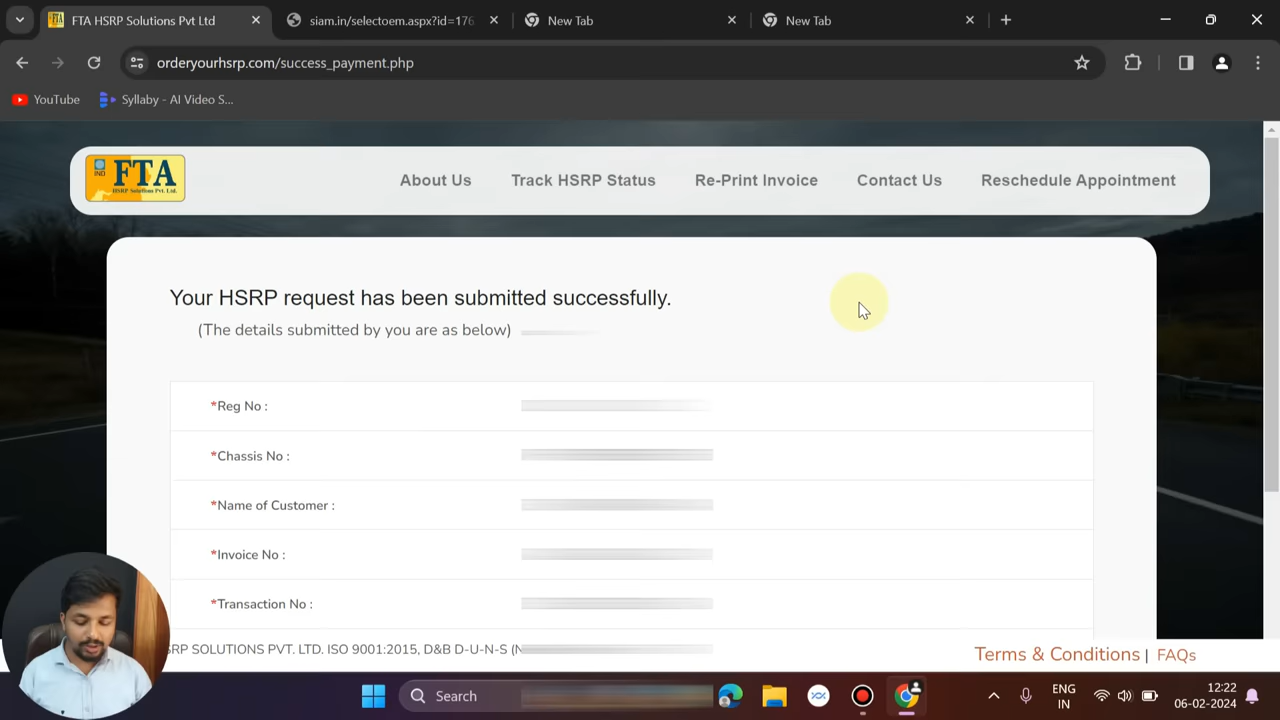 FTA HSRP Solutions Pvt Ltd
siam.in/selectoem.aspx?id=176
New Tab
New Tab
orderyourhsrp.com/success_payment.php
YouTube
Syllaby - AI Video S...
IND
FTA
HSRP Solutions Pvt. Ltd.
About Us
Track HSRP Status
Re-Print Invoice
Contact Us
Reschedule Appointment
Your HSRP request has been submitted successfully.
(The details submitted by you are as below)
*Reg No :
*Chassis No :
*Name of Customer :
*Invoice No :
*Transaction No :
SRP SOLUTIONS PVT. LTD. ISO 9001:2015, D&B D-U-N-S (N
Terms & Conditions | FAQs
Search
ENG
IN
12:22
06-02-2024